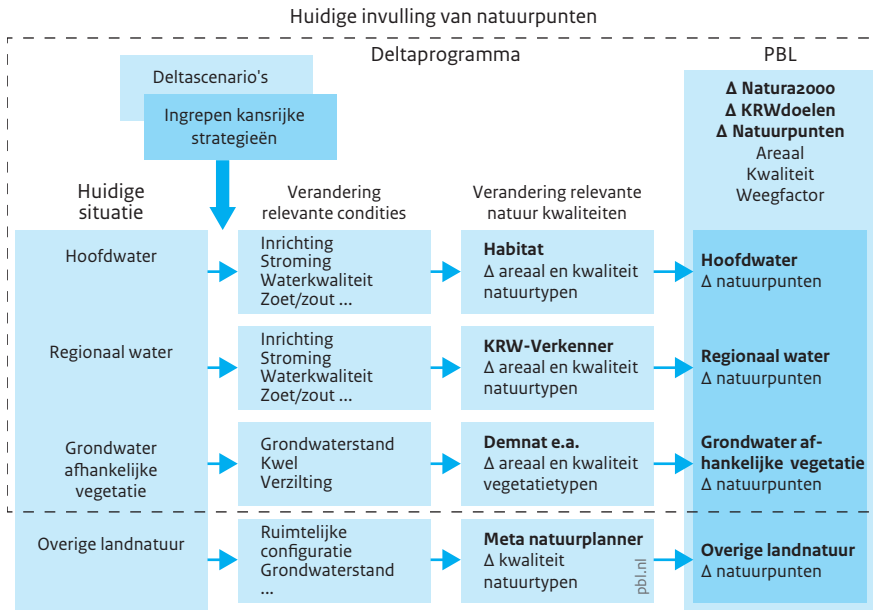 Huidige invulling van natuurpunten
Deltaprogramma
PBL
Deltascenario's
Ingrepen kansrijke
strategieën
Δ Natura2000
Δ KRWdoelen
Δ Natuurpunten
Areaal
Kwaliteit
Weegfactor
Huidige
situatie
Verandering
relevante condities
Verandering relevante
natuur kwaliteiten
Hoofdwater
Inrichting
Stroming
Waterkwaliteit
Zoet/zout ...
Habitat
Δ areaal en kwaliteit
natuurtypen
Hoofdwater
Δ natuurpunten
Regionaal water
Inrichting
Stroming
Waterkwaliteit
Zoet/zout ...
KRW-Verkenner
Δ areaal en kwaliteit
natuurtypen
Regionaal water
Δ natuurpunten
Grondwater
afhankelijke
vegetatie
Grondwaterstand
Kwel
Verzilting
Demnat e.a.
Δ areaal en kwaliteit
vegetatietypen
Grondwater af-
hankelijke vegetatie
Δ natuurpunten
Overige landnatuur
Ruimtelijke
configuratie
Grondwaterstand
...
Meta natuurplanner
Δ kwaliteit
natuurtypen
pbl.nl
Overige landnatuur
Δ natuurpunten